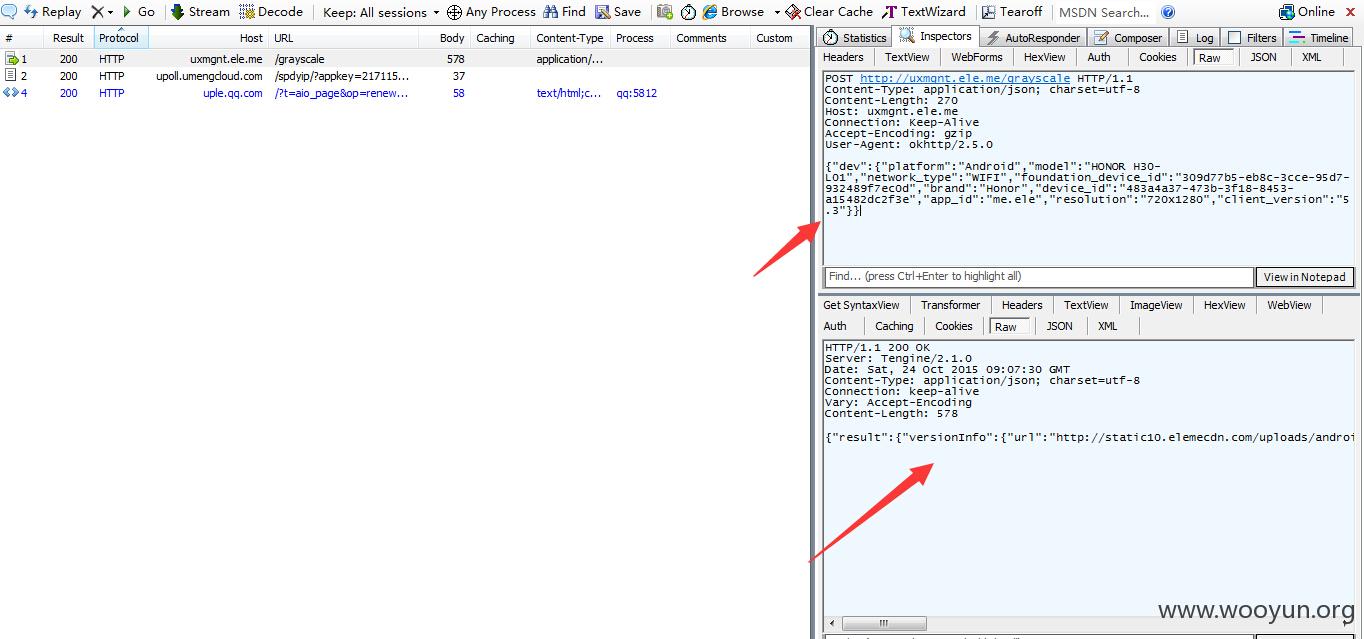 Replay Go Stream Decode Keep: All sessions Any Process Find Save Browse Clear Cache TextWizard Tearoff MSDN Search... Online
# Result Protocol Host URL Body Caching Content-Type Process Comments Custom
1 200 HTTP uxmgnt.ele.me /grayscale 578 application/...
2 200 HTTP upoll.umengcloud.com /spdyip/?appkey=217115... 37
4 200 HTTP uple.qq.com /?t=aio_page&op=renew... 58 text/html;c... qq:5812
Statistics Inspectors AutoResponder Composer Log Filters Timeline
Headers TextView WebForms HexView Auth Cookies Raw JSON XML
POST http://uxmgnt.ele.me/grayscale HTTP/1.1
Content-Type: application/json; charset=utf-8
Content-Length: 270
Host: uxmgnt.ele.me
Connection: Keep-Alive
Accept-Encoding: gzip
User-Agent: okhttp/2.5.0
{"dev":{"platform":"Android","model":"HONOR H30-
L01","network_type":"WIFI","foundation_device_id":"309d77b5-eb8c-3cce-95d7-
932489f7ec0d","brand":"Honor","device_id":"483a4a37-473b-3f18-8453-
a15482dc2f3e","app_id":"me.ele","resolution":"720x1280","client_version":"5
.3"}}
Find... (press Ctrl+Enter to highlight all) View in Notepad
Get SyntaxView Transformer Headers TextView ImageView HexView WebView
Auth Caching Cookies Raw JSON XML
HTTP/1.1 200 OK
Server: Tengine/2.1.0
Date: Sat, 24 Oct 2015 09:07:30 GMT
Content-Type: application/json; charset=utf-8
Connection: keep-alive
Vary: Accept-Encoding
Content-Length: 578
{"result":{"versionInfo":{"url":"http://static10.elemecdn.com/uploads/androi
www.wooyun.org